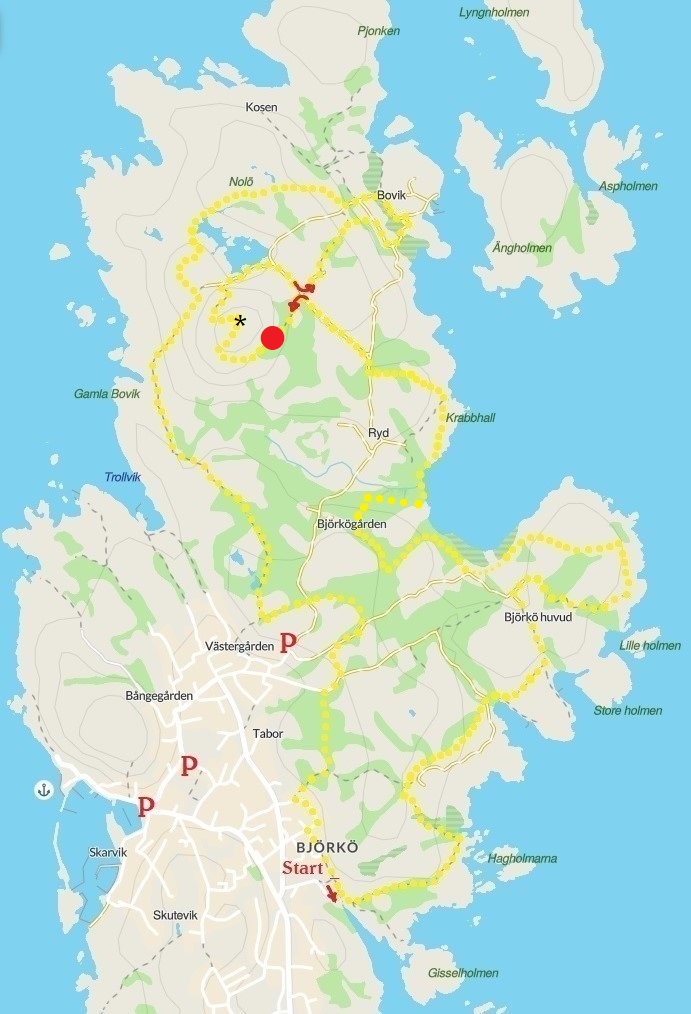 Lyngnholmen
Pjonken
Kosen
Nolö
Bovik
Aspholmen
Ängholmen
*
Gamla Bovik
Krabbhall
Ryd
Trollvik
Björkögården
Björkö huvud
P
Västergården
Lille holmen
Bångegården
Store holmen
Tabor
P
P
Skarvik
BJÖRKÖ
Hagholmarna
Start
Skutevik
Gisselholmen